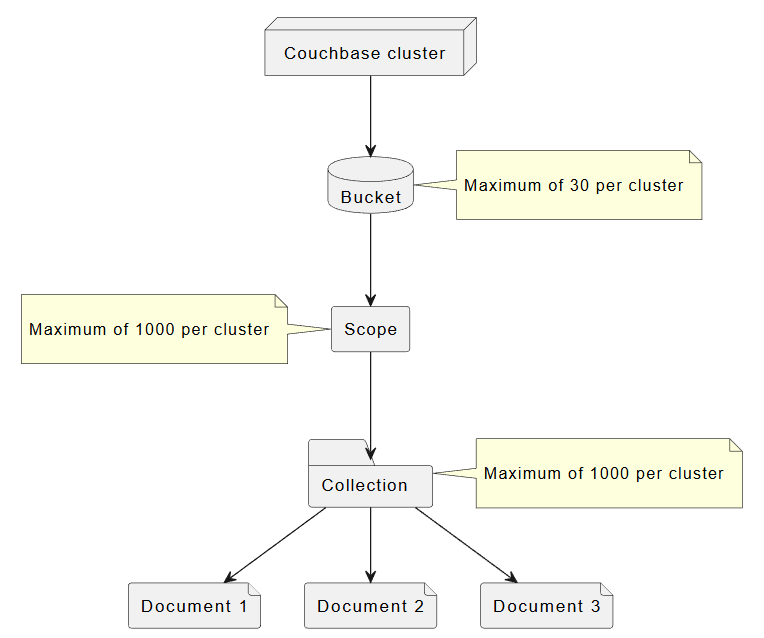 Couchbase cluster
Bucket
Maximum of 30 per cluster
Maximum of 1000 per cluster
Scope
Collection
Maximum of 1000 per cluster
Document 1
Document 2
Document 3